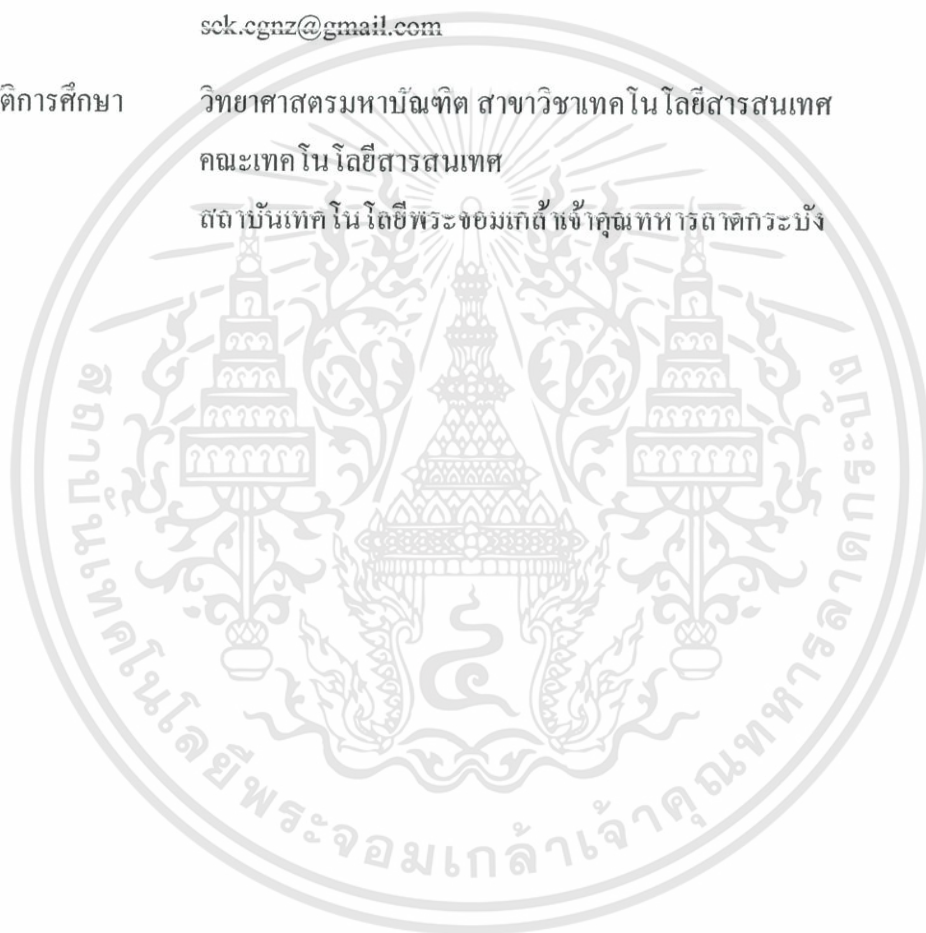 sck.cgnz@gmail.com
ติการศึกษา วิทยาศาสตรมหาบัณฑิต สาขาวิชาเทคโนโลยีสารสนเทศ
คณะเทคโนโลยีสารสนเทศ
สถาบันเทคโนโลยีพระจอมเกล้าเจ้าคุณทหารลาดกระบัง
สถาบันเทคโนโลยีพระจอมเกล้าเจ้าคุณทหารลาดกระบัง